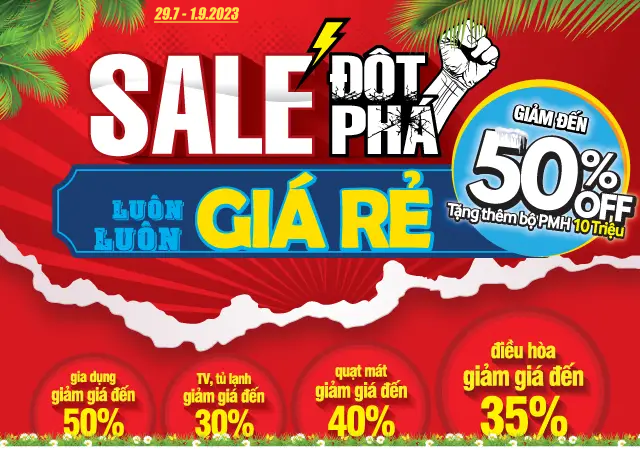 29.7 - 1.9.2023
SALE ĐỘT
PHÁ
GIẢM ĐẾN
50%
OFF
Tặng thêm bộ PMH 10 Triệu
LUÔN
LUÔN
GIÁ RẺ
gia dụng
giảm giá đến
50%
TV, tủ lạnh
giảm giá đến
30%
quạt mát
giảm giá đến
40%
điều hòa
giảm giá đến
35%